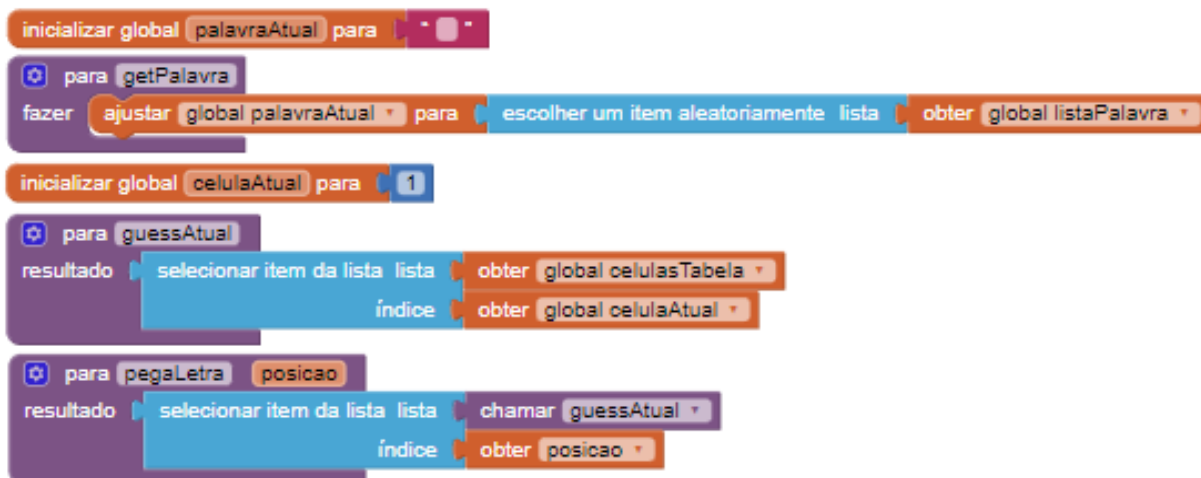 inicializar global palavraAtual para " "
para getPalavra
fazer ajustar global palavraAtual para escolher um item aleatoriamente lista obter global listaPalavra
inicializar global celulaAtual para 1
para guessAtual
resultado selecionar item da lista lista obter global celulasTabela
índice obter global celulaAtual
para pegaLetra posicao
resultado selecionar item da lista lista chamar guessAtual
índice obter posicao